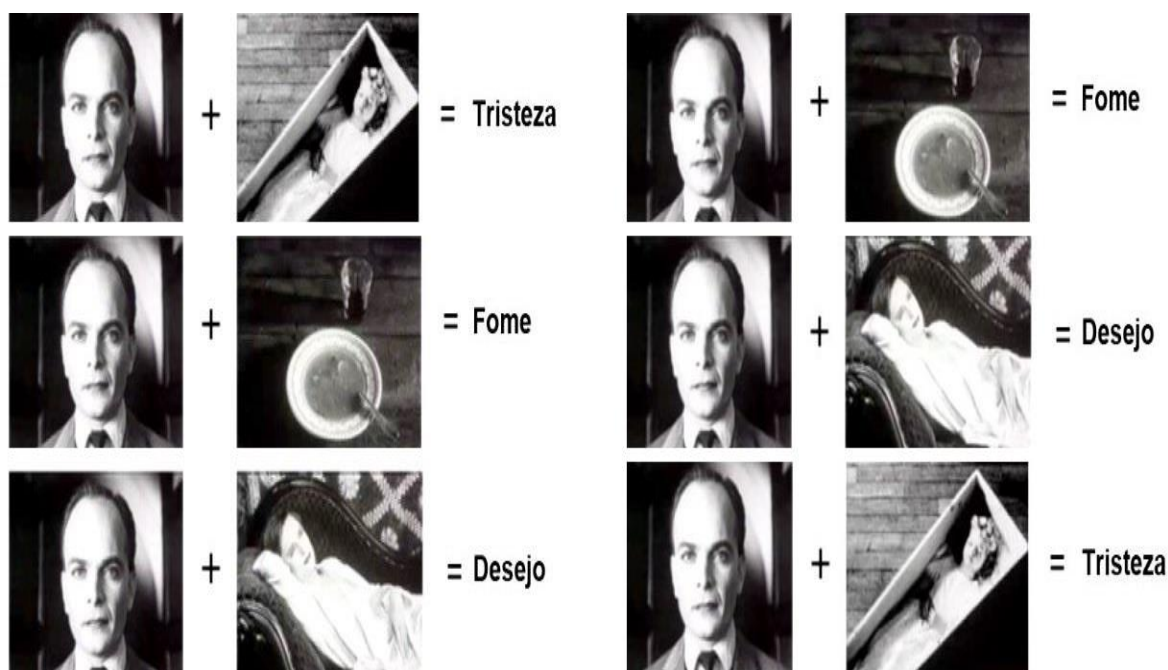 + = Tristeza
+ = Fome
+ = Desejo
+ = Fome
+ = Desejo
+ = Tristeza